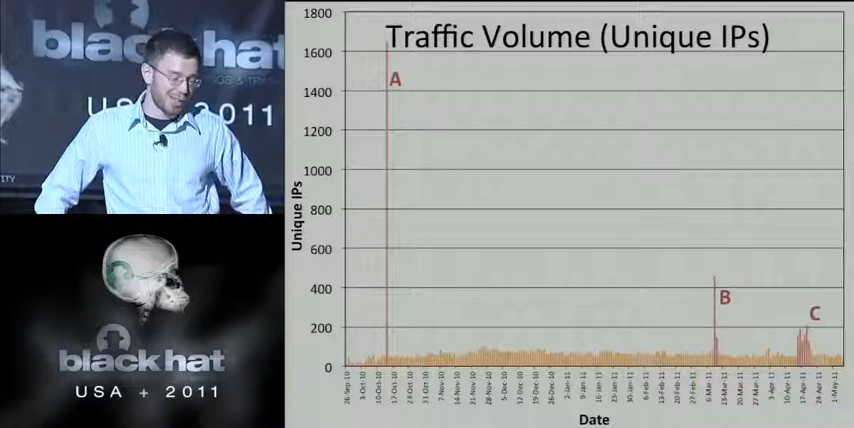 black hat
USA 2011
ITY
black hat
USA + 2011
Traffic Volume (Unique IPs)
Unique IPs
1800
1600
1400
1200
1000
800
600
400
200
0
A
B
C
26-Sep-10
3-Oct-10
10-Oct-10
17-Oct-10
24-Oct-10
31-Oct-10
7-Nov-10
14-Nov-10
21-Nov-10
28-Nov-10
5-Dec-10
12-Dec-10
19-Dec-10
26-Dec-10
2-Jan-11
9-Jan-11
16-Jan-11
23-Jan-11
30-Jan-11
6-Feb-11
13-Feb-11
20-Feb-11
27-Feb-11
6-Mar-11
13-Mar-11
20-Mar-11
27-Mar-11
3-Apr-11
10-Apr-11
17-Apr-11
24-Apr-11
1-May-11
Date